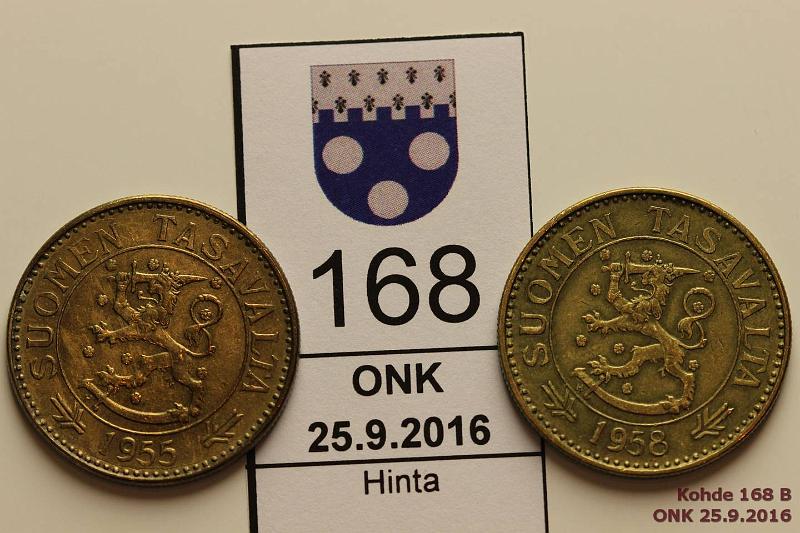 SUOMEN TASAVALTA
1955
168
ONK
25.9.2016
Hinta
SUOMEN TASAVALTA
1958
Kohde 168 B
ONK 25.9.2016